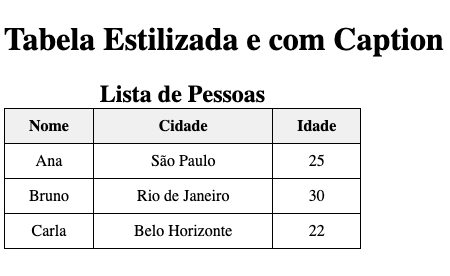 Tabela Estilizada e com Caption
Lista de Pessoas
Nome Cidade Idade
Ana São Paulo 25
Bruno Rio de Janeiro 30
Carla Belo Horizonte 22